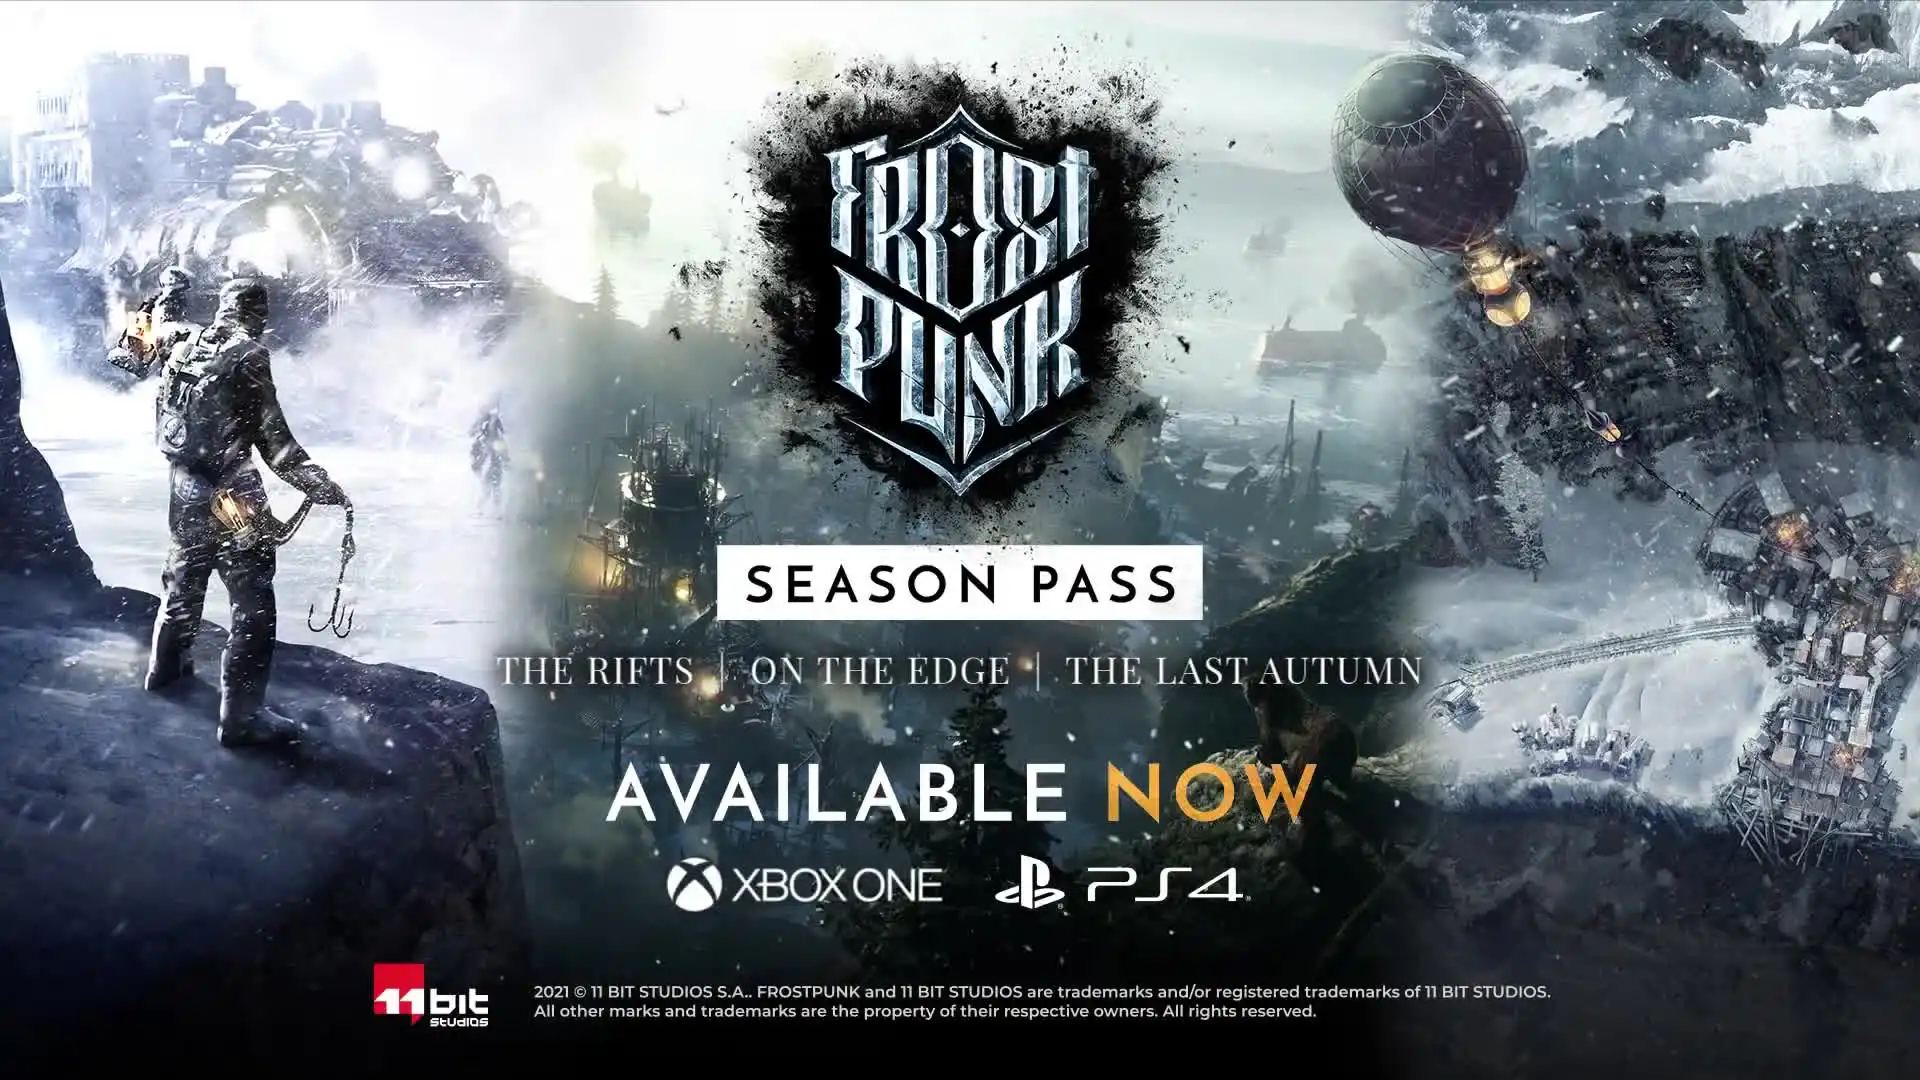 FROST
PUNK
SEASON PASS
THE RIFTS | ON THE EDGE | THE LAST AUTUMN
AVAILABLE NOW
XBOX ONE PS4
11 bit
STUDIOS
2021 © 11 BIT STUDIOS S.A.. FROSTPUNK and 11 BIT STUDIOS are trademarks and/or registered trademarks of 11 BIT STUDIOS.
All other marks and trademarks are the property of their respective owners. All rights reserved.